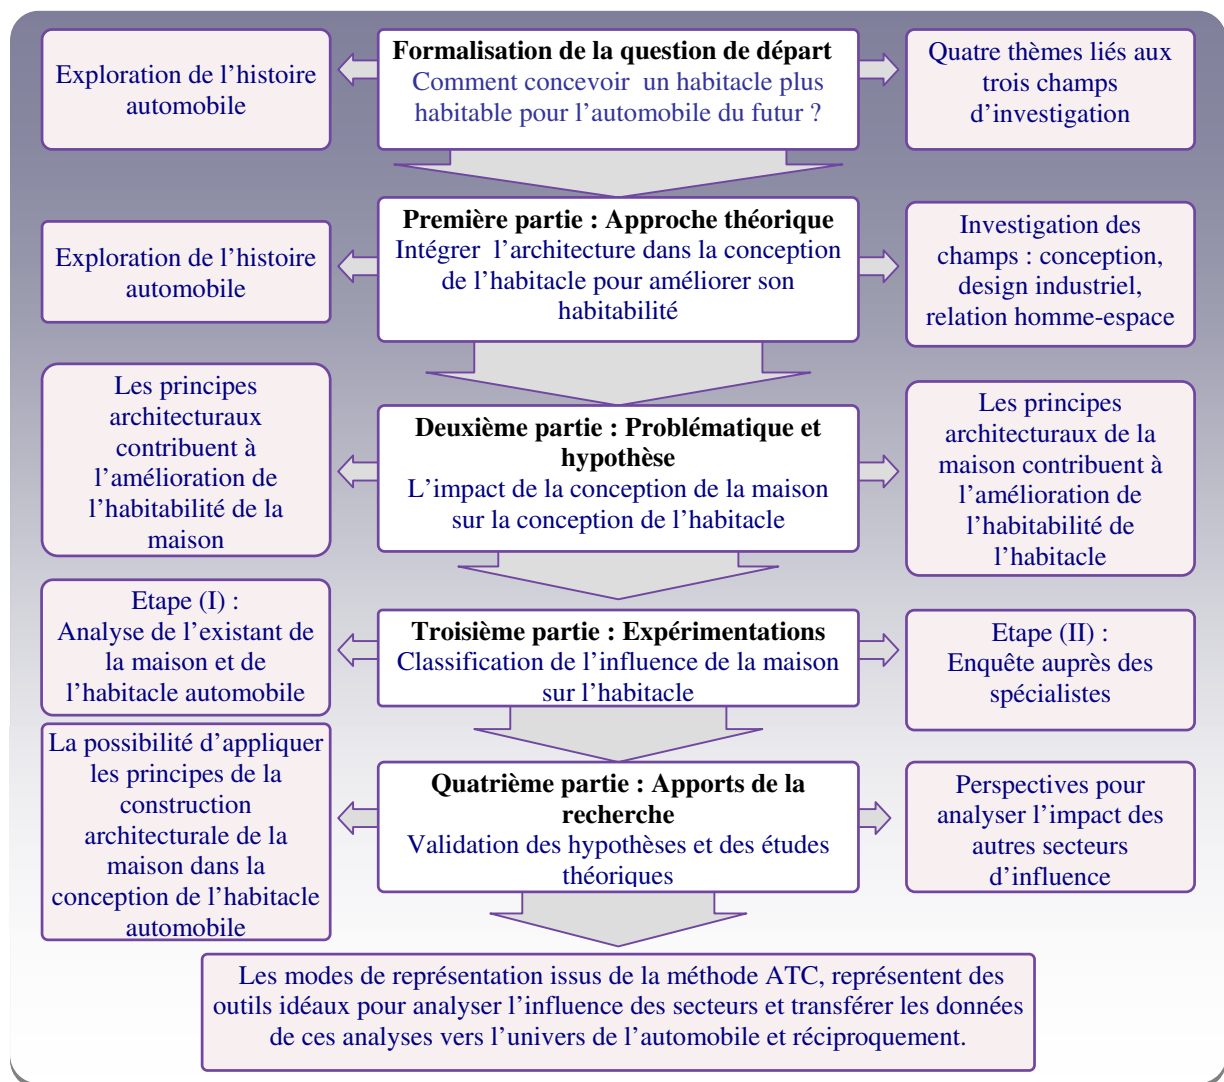 Exploration de l'histoire
automobile
Formalisation de la question de départ
Comment concevoir un habitacle plus
habitable pour l'automobile du futur ?
Quatre thèmes liés aux
trois champs
d'investigation
Exploration de l'histoire
automobile
Première partie : Approche théorique
Intégrer l'architecture dans la conception
de l'habitacle pour améliorer son
habitabilité
Investigation des
champs : conception,
design industriel,
relation homme-espace
Les principes
architecturaux
contribuent à
l'amélioration de
l'habitabilité de la
maison
Deuxième partie : Problématique et
hypothèse
L'impact de la conception de la maison
sur la conception de l'habitacle
Les principes
architecturaux de la
maison contribuent à
l'amélioration de
l'habitabilité de
l'habitacle
Etape (I) :
Analyse de l'existant de
la maison et de
l'habitacle automobile
Troisième partie : Expérimentations
Classification de l'influence de la maison
sur l'habitacle
Etape (II) :
Enquête auprès des
spécialistes
La possibilité d'appliquer
les principes de la
construction
architecturale de la
maison dans la
conception de l'habitacle
automobile
Quatrième partie : Apports de la
recherche
Validation des hypothèses et des études
théoriques
Perspectives pour
analyser l'impact des
autres secteurs
d'influence
Les modes de représentation issus de la méthode ATC, représentent des
outils idéaux pour analyser l'influence des secteurs et transférer les données
de ces analyses vers l'univers de l'automobile et réciproquement.